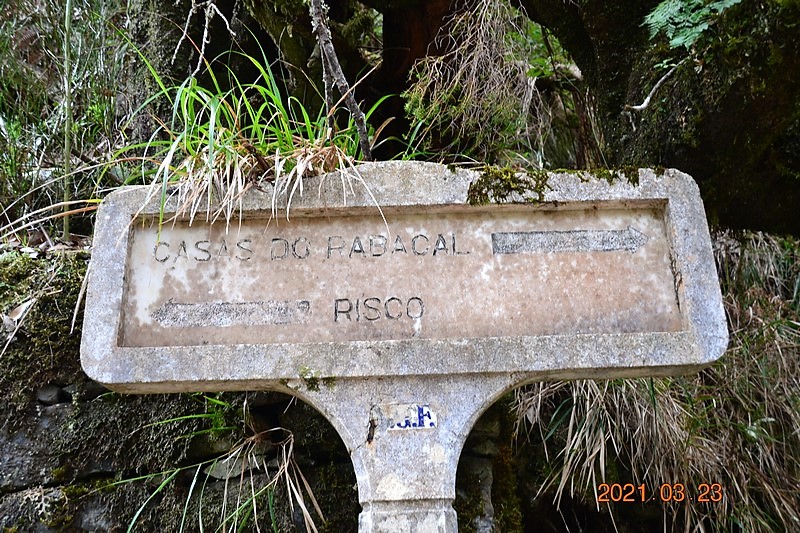 CASAS DO RABAÇAL
RISCO
G.F.
2021.03.23